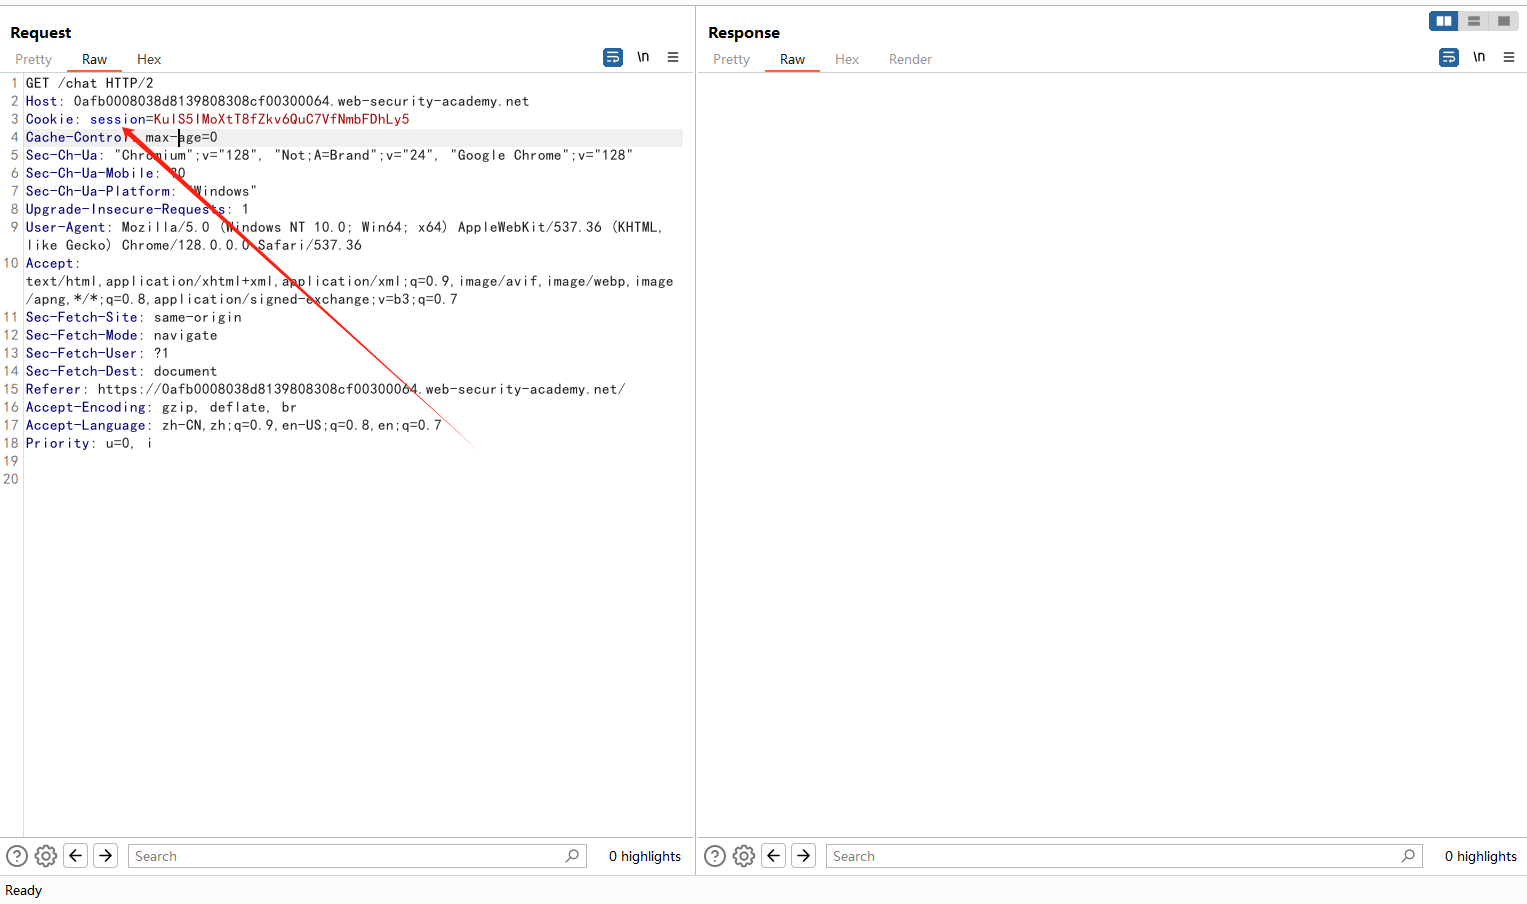 Request
Pretty Raw Hex
\n
1 GET /chat HTTP/2
2 Host: 0afb0008038d8139808308cf00300064.web-security-academy.net
3 Cookie: session=KulS5IMoXtT8fZkv6QuC7VfNmbFDhLy5
4 Cache-Control: max-age=0
5 Sec-Ch-Ua: "Chromium";v="128", "Not;A=Brand";v="24", "Google Chrome";v="128"
6 Sec-Ch-Ua-Mobile: ?0
7 Sec-Ch-Ua-Platform: "Windows"
8 Upgrade-Insecure-Requests: 1
9 User-Agent: Mozilla/5.0 (Windows NT 10.0; Win64; x64) AppleWebKit/537.36 (KHTML,
like Gecko) Chrome/128.0.0.0 Safari/537.36
10 Accept:
text/html,application/xhtml+xml,application/xml;q=0.9,image/avif,image/webp,image
/apng,*/*;q=0.8,application/signed-exchange;v=b3;q=0.7
11 Sec-Fetch-Site: same-origin
12 Sec-Fetch-Mode: navigate
13 Sec-Fetch-User: ?1
14 Sec-Fetch-Dest: document
15 Referer: https://0afb0008038d8139808308cf00300064.web-security-academy.net/
16 Accept-Encoding: gzip, deflate, br
17 Accept-Language: zh-CN,zh;q=0.9,en-US;q=0.8,en;q=0.7
18 Priority: u=0, i
19
20
Search
0 highlights
Response
Pretty Raw Hex Render
\n
Search
0 highlights
Ready